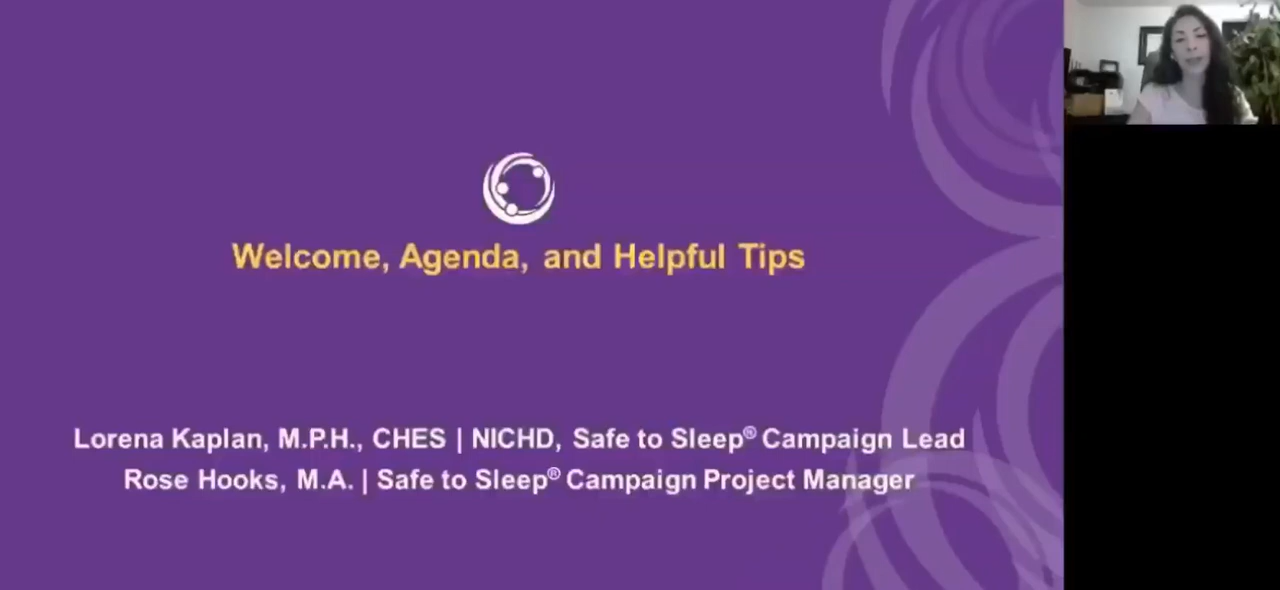 Welcome, Agenda, and Helpful Tips
Lorena Kaplan, M.P.H., CHES | NICHD, Safe to Sleep® Campaign Lead
Rose Hooks, M.A. | Safe to Sleep® Campaign Project Manager